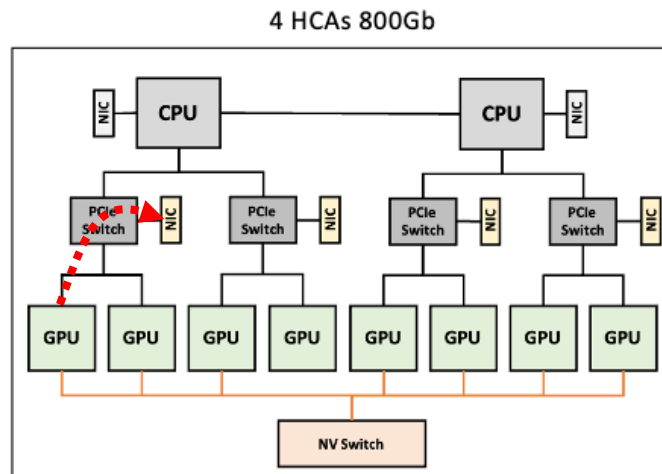 4 HCAs 800Gb
NIC
CPU
CPU
NIC
PCIe
Switch
NIC
PCIe
Switch
NIC
PCIe
Switch
NIC
PCIe
Switch
NIC
GPU
GPU
GPU
GPU
GPU
GPU
GPU
GPU
NV Switch